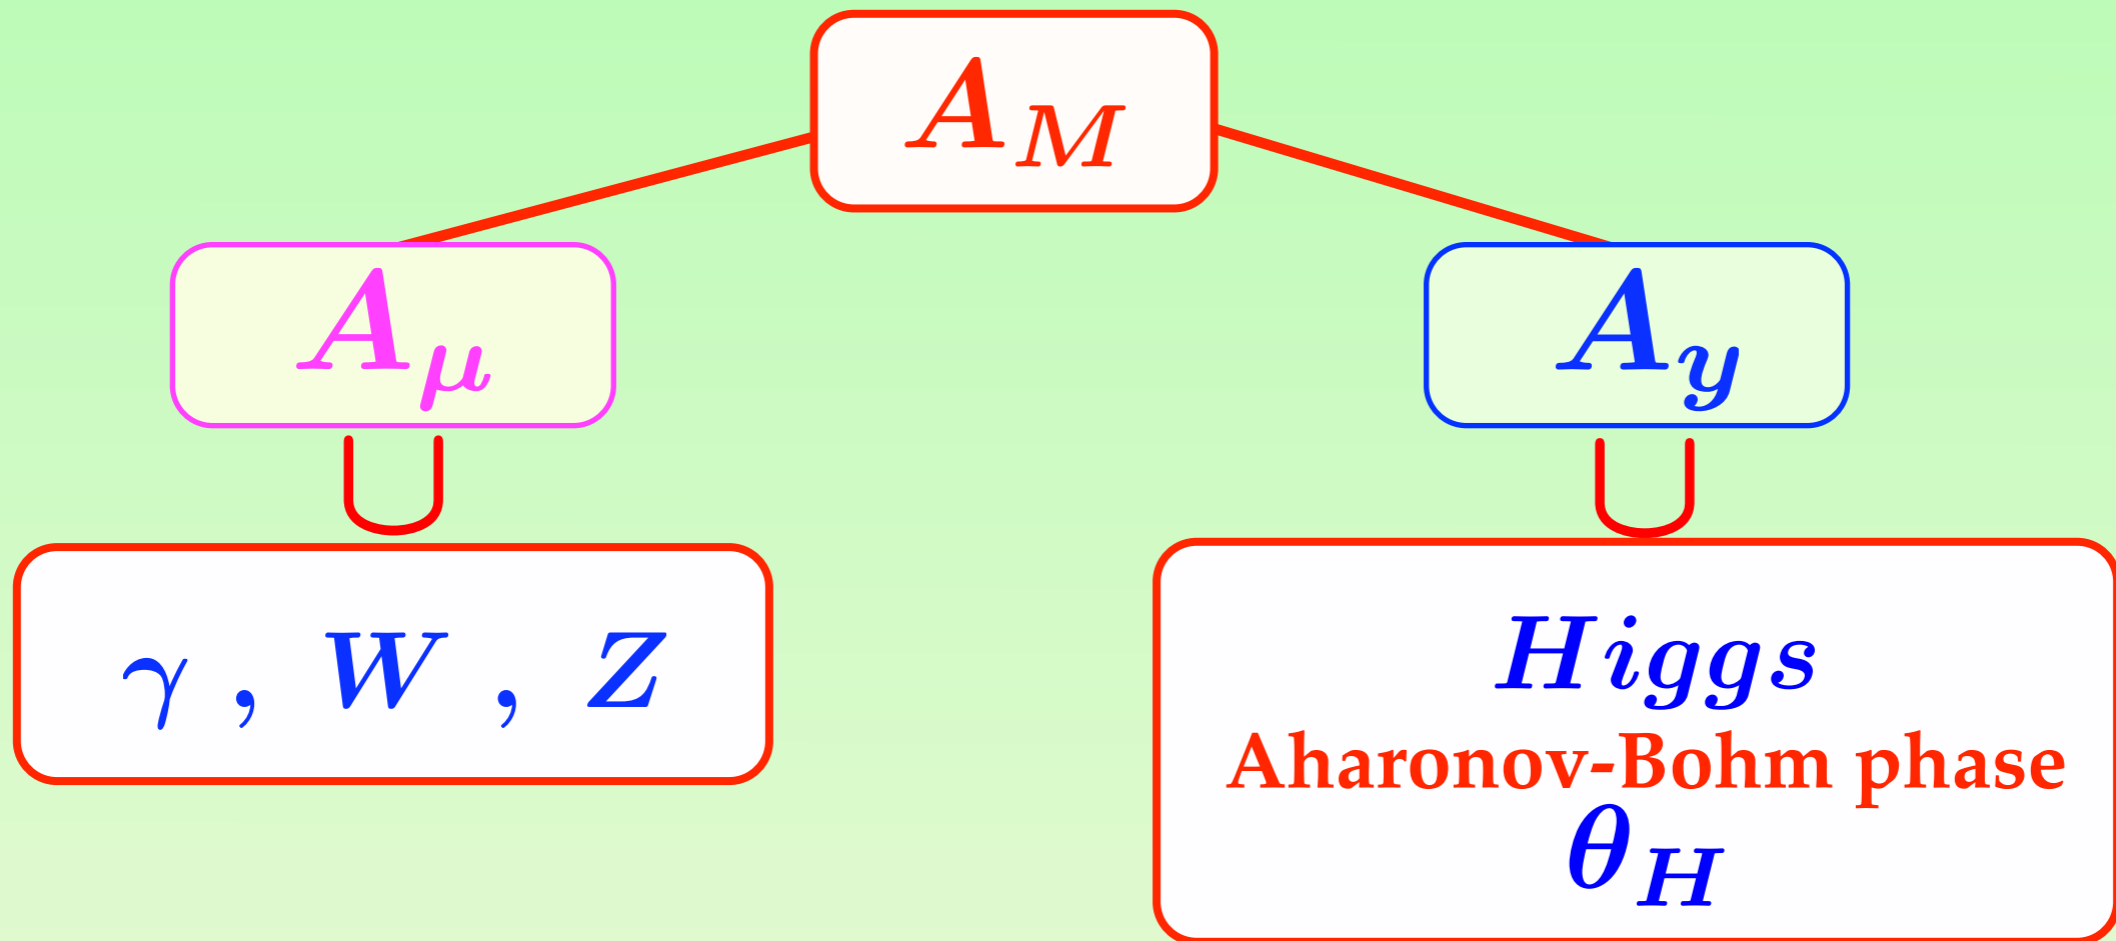 A_M
A_μ
A_y
γ , W , Z
Higgs
Aharonov-Bohm phase
θ_H